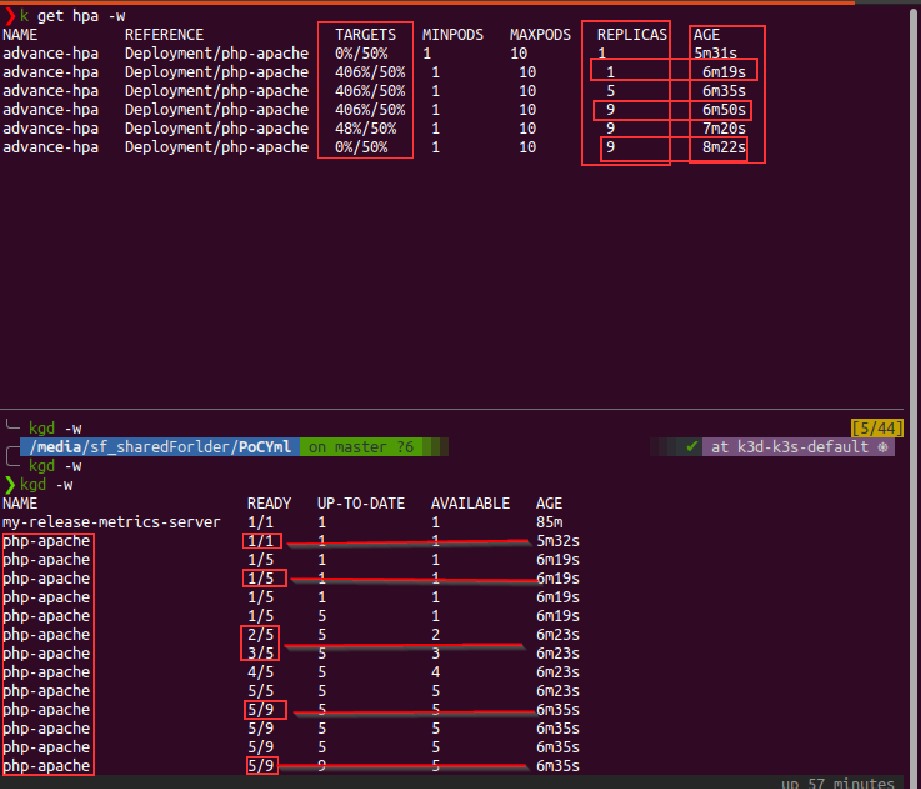 ❯ k get hpa -w
NAME REFERENCE TARGETS MINPODS MAXPODS REPLICAS AGE
advance-hpa Deployment/php-apache 0%/50% 1 10 1 5m31s
advance-hpa Deployment/php-apache 406%/50% 1 10 1 6m19s
advance-hpa Deployment/php-apache 406%/50% 1 10 5 6m35s
advance-hpa Deployment/php-apache 406%/50% 1 10 9 6m50s
advance-hpa Deployment/php-apache 48%/50% 1 10 9 7m20s
advance-hpa Deployment/php-apache 0%/50% 1 10 9 8m22s
kgd -w [5/44]
/media/sf_sharedForlder/PoCYml on master ?6 ✔ at k3d-k3s-default ⎈
kgd -w
❯ kgd -w
NAME READY UP-TO-DATE AVAILABLE AGE
my-release-metrics-server 1/1 1 1 85m
php-apache 1/1 1 1 5m32s
php-apache 1/5 1 1 6m19s
php-apache 1/5 1 1 6m19s
php-apache 1/5 1 1 6m19s
php-apache 1/5 5 1 6m19s
php-apache 2/5 5 2 6m23s
php-apache 3/5 5 3 6m23s
php-apache 4/5 5 4 6m23s
php-apache 5/5 5 5 6m23s
php-apache 5/9 5 5 6m35s
php-apache 5/9 5 5 6m35s
php-apache 5/9 5 5 6m35s
php-apache 5/9 9 5 6m35s
up 57 minutes